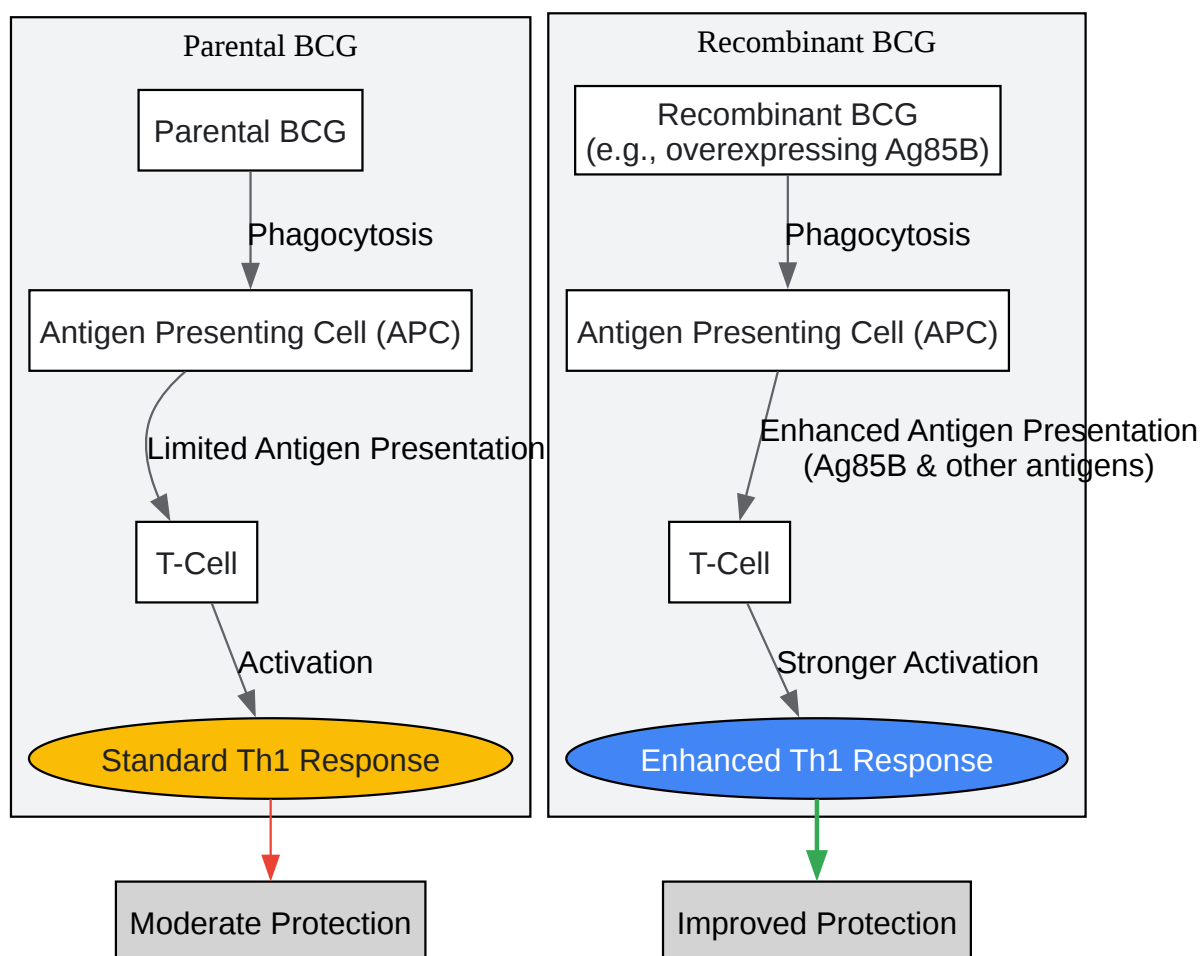 Parental BCG
Parental BCG
Phagocytosis
Antigen Presenting Cell (APC)
Limited Antigen Presentation
T-Cell
Activation
Standard Th1 Response
Moderate Protection
Recombinant BCG
Recombinant BCG
(e.g., overexpressing Ag85B)
Phagocytosis
Antigen Presenting Cell (APC)
Enhanced Antigen Presentation
(Ag85B & other antigens)
T-Cell
Stronger Activation
Enhanced Th1 Response
Improved Protection